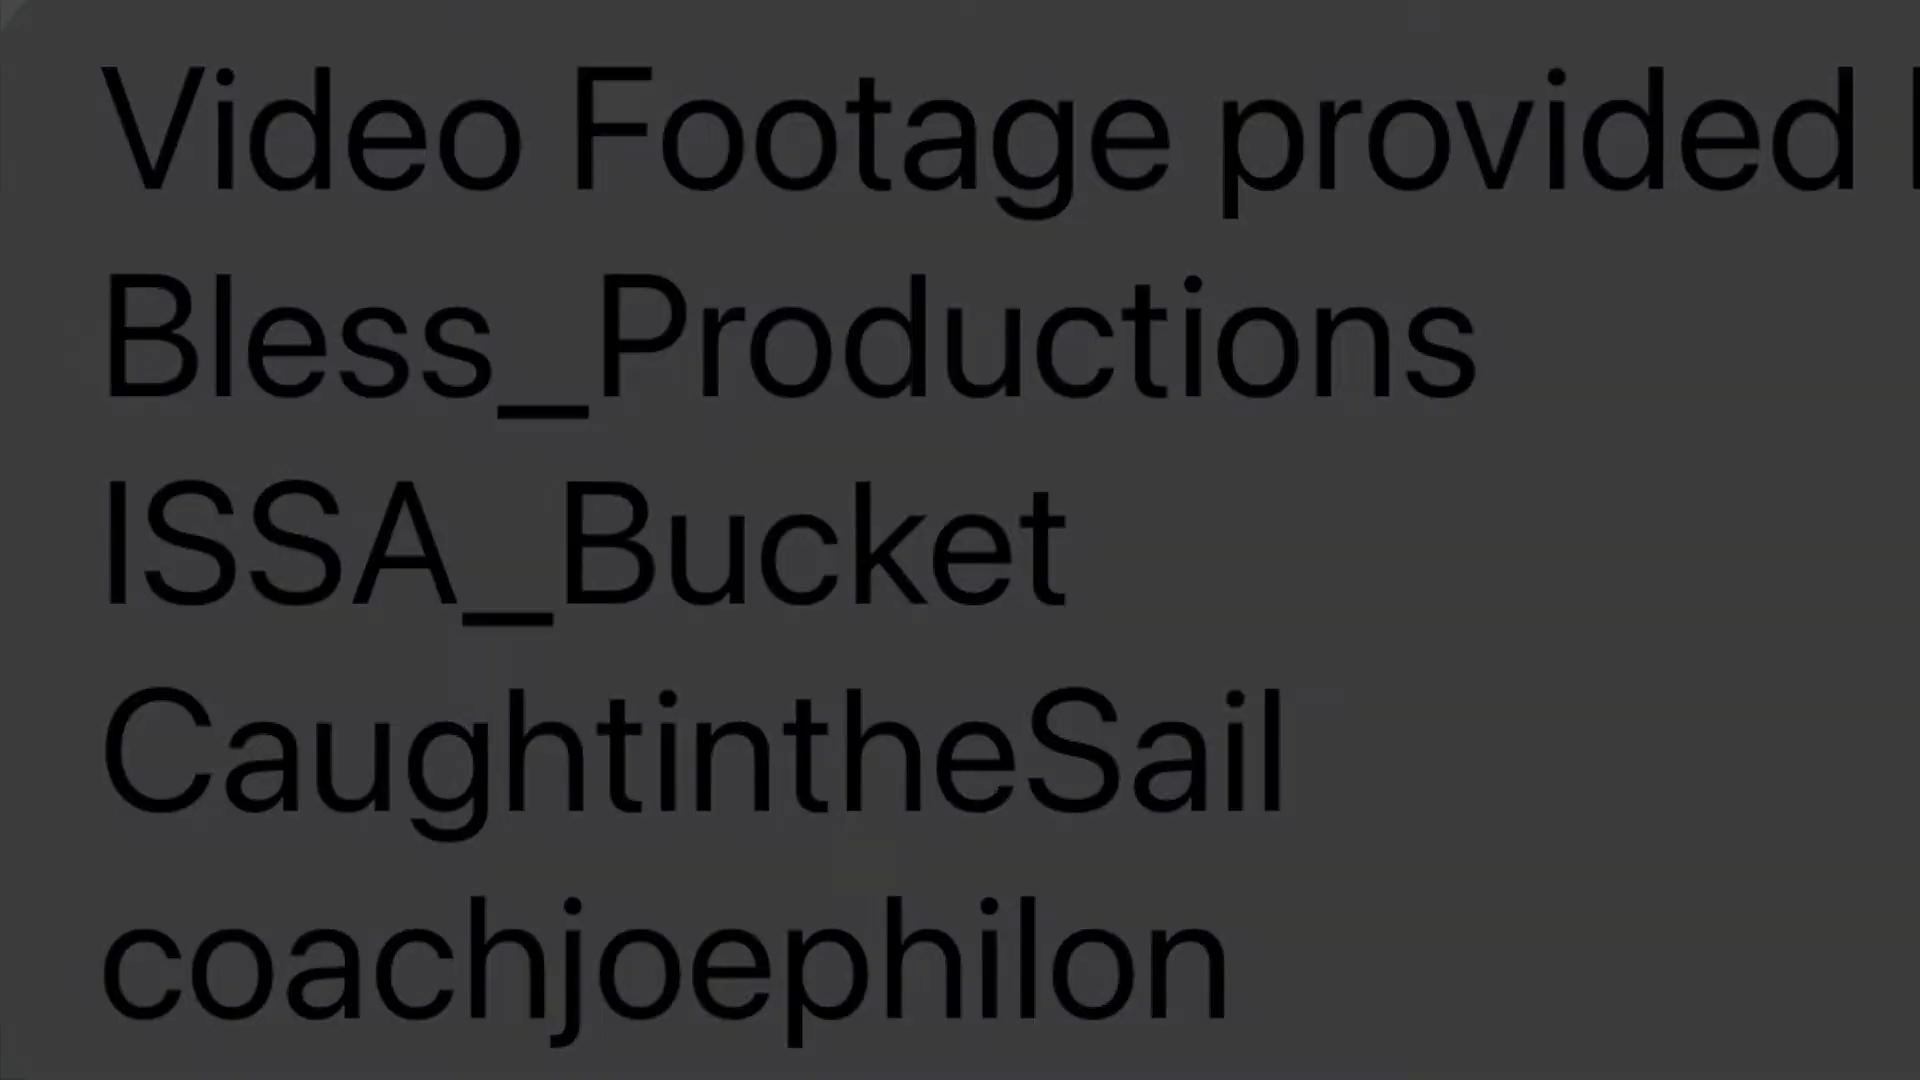 Video Footage provided
Bless_Productions
ISSA_Bucket
CaughtintheSail
coachjoephilon